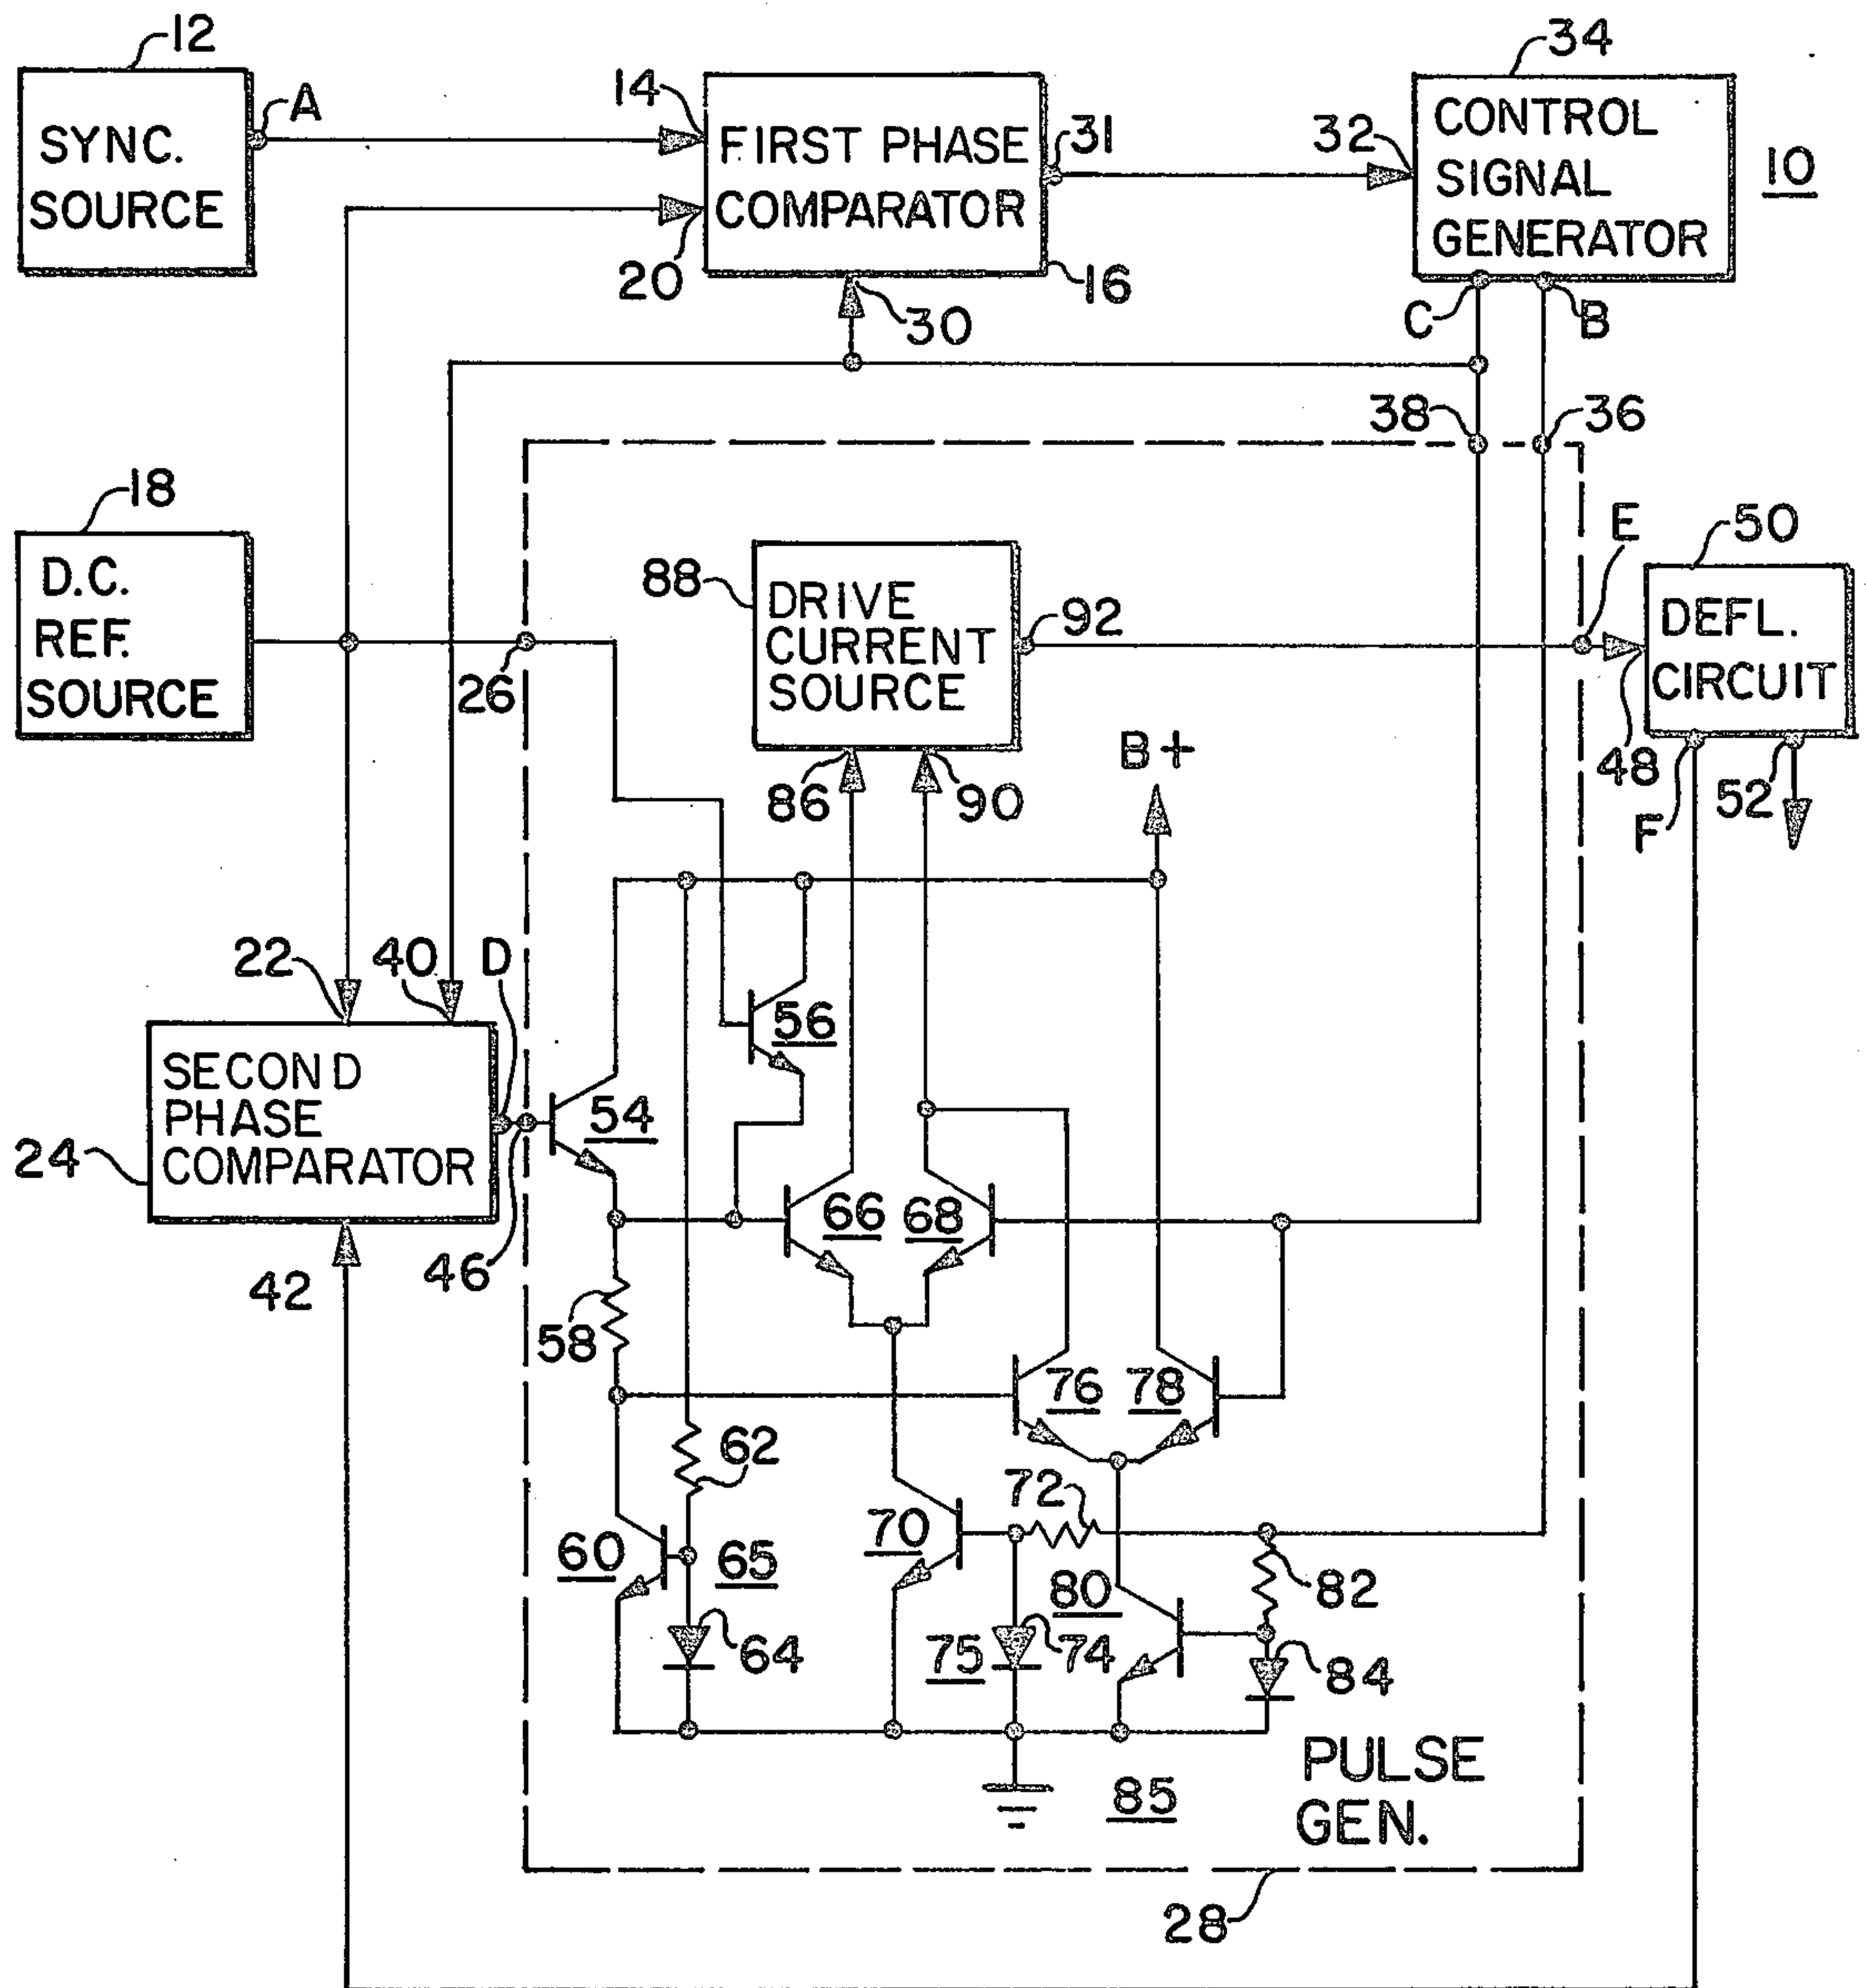 12
A
SYNC.
SOURCE
14
FIRST PHASE
COMPARATOR
20
30
31
16
34
32
CONTROL
SIGNAL
GENERATOR
C
B
10
38
36
18
D.C.
REF.
SOURCE
26
88
DRIVE
CURRENT
SOURCE
92
86
90
B+
E
50
DEFL.
CIRCUIT
48
F
52
22
40
D
SECOND
PHASE
COMPARATOR
24
42
46
54
56
58
66
68
76
78
62
72
60
65
64
70
75
74
80
82
84
85
PULSE
GEN.
28